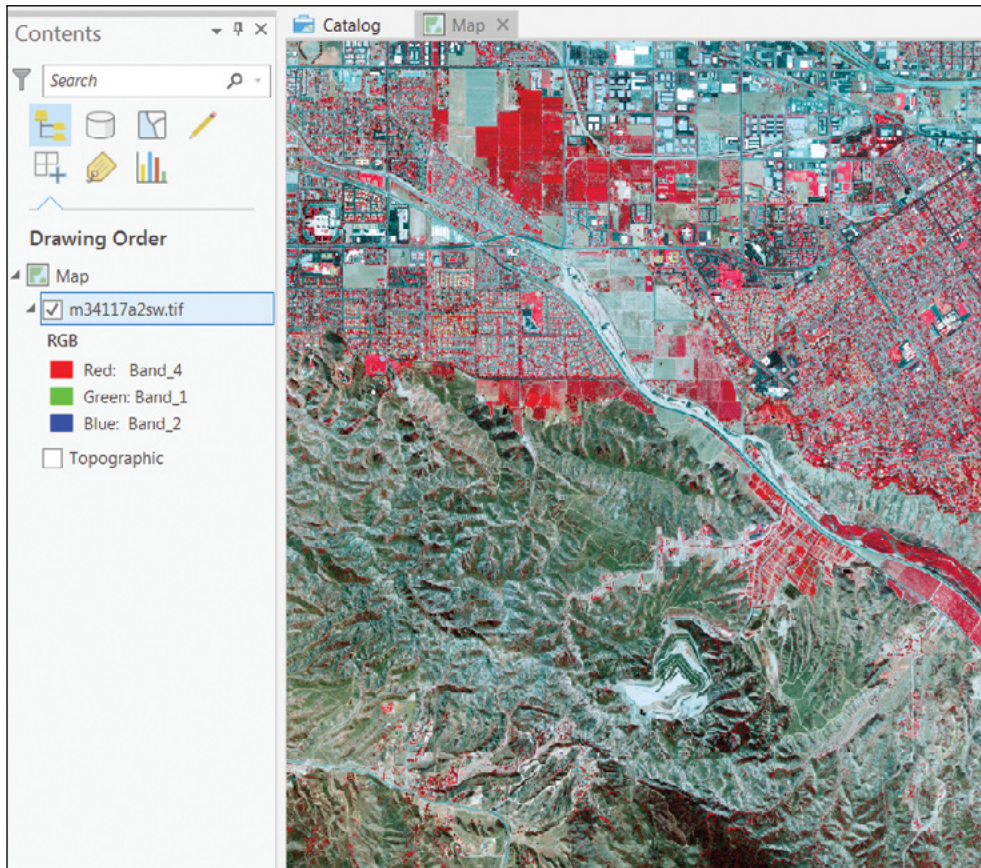 Contents
Catalog
Map
Search
Drawing Order
Map
m34117a2sw.tif
RGB
Red: Band_4
Green: Band_1
Blue: Band_2
Topographic